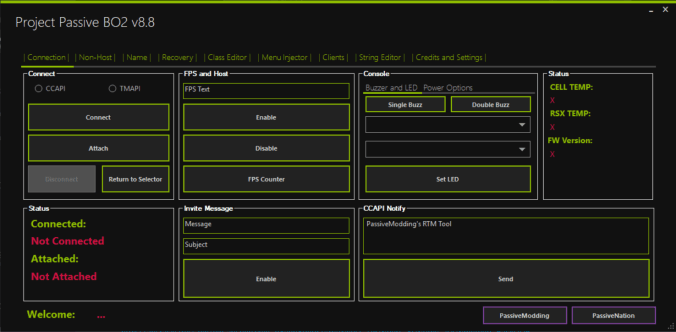 Project Passive BO2 v8.8
| Connection | | Non-Host | | Name | | Recovery | | Class Editor | | Menu Injector | | Clients | | String Editor | | Credits and Settings |
Connect
CCAPI TMAPI
Connect
Attach
Disconnect Return to Selector
FPS and Host
FPS Text
Enable
Disable
FPS Counter
Console
Buzzer and LED Power Options
Single Buzz Double Buzz
Set LED
Status
CELL TEMP:
X
RSX TEMP:
X
FW Version:
X
Status
Connected:
Not Connected
Attached:
Not Attached
Invite Message
Message
Subject
Enable
CCAPI Notify
PassiveModding's RTM Tool
Send
Welcome: ...
PassiveModding PassiveNation